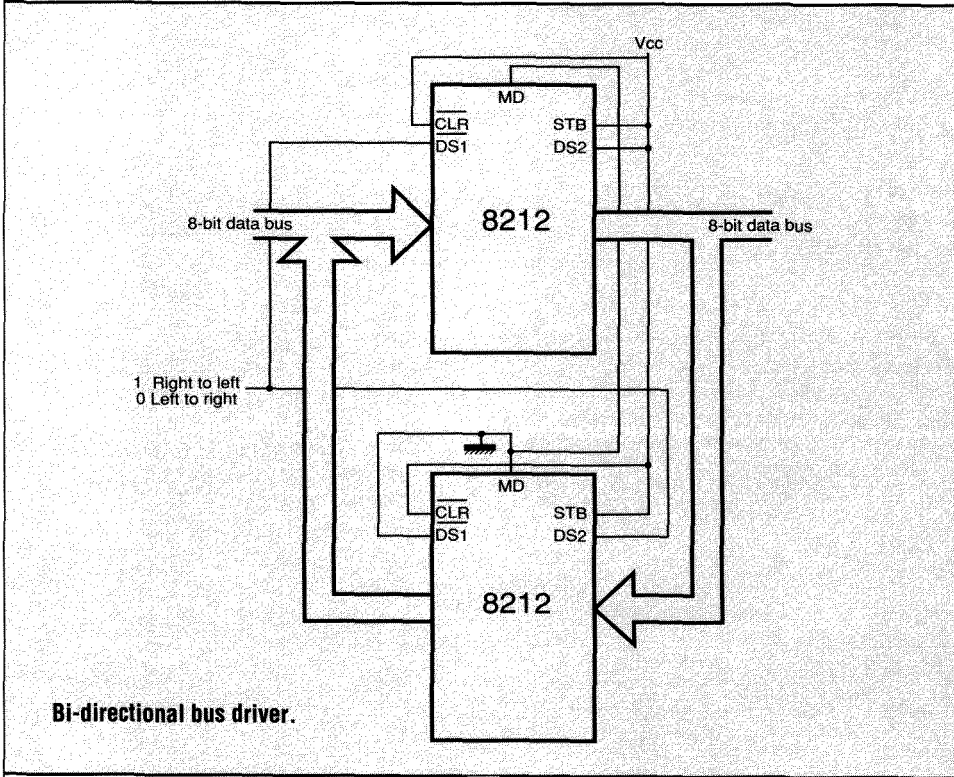 Vcc
MD
CLR
DS1
STB
DS2
8-bit data bus
8212
8-bit data bus
1 Right to left
0 Left to right
MD
CLR
DS1
STB
DS2
8212
Bi-directional bus driver.